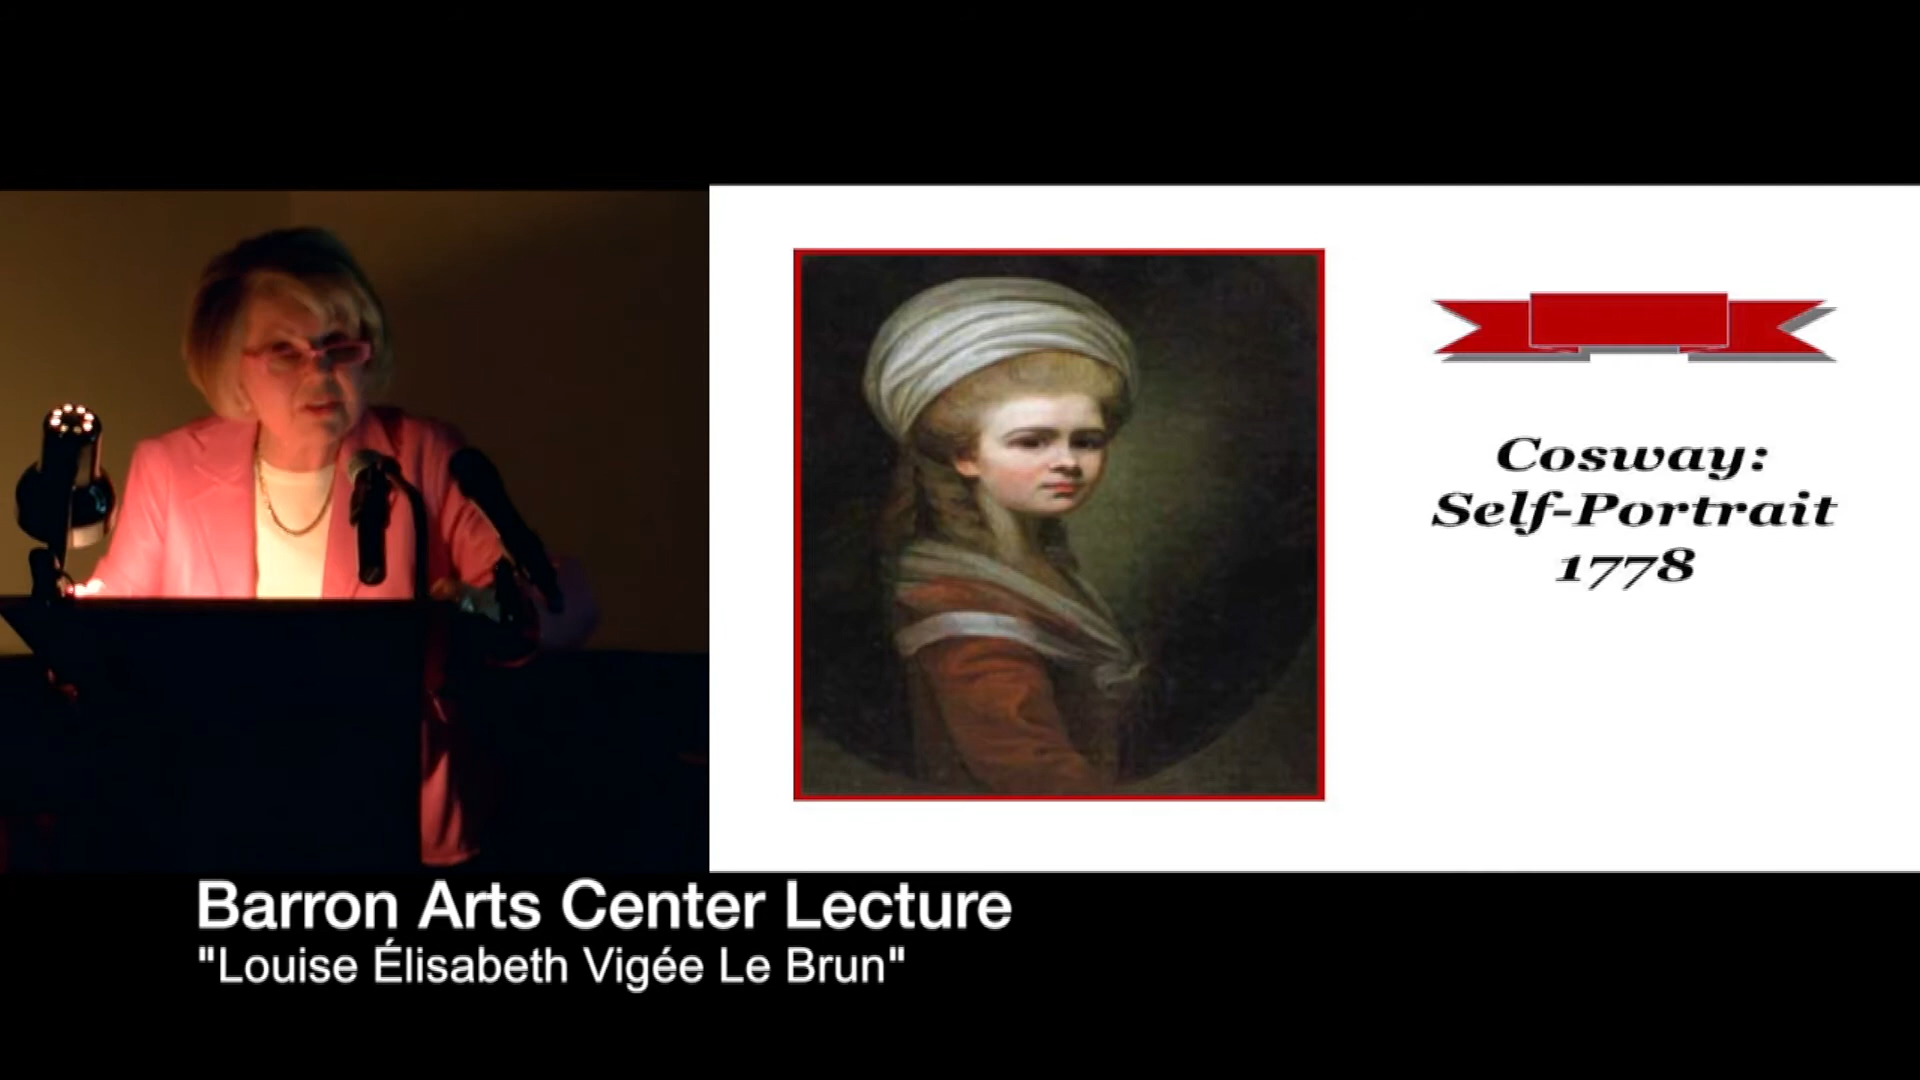 Cosway:
Self-Portrait
1778
Barron Arts Center Lecture
"Louise Élisabeth Vigée Le Brun"